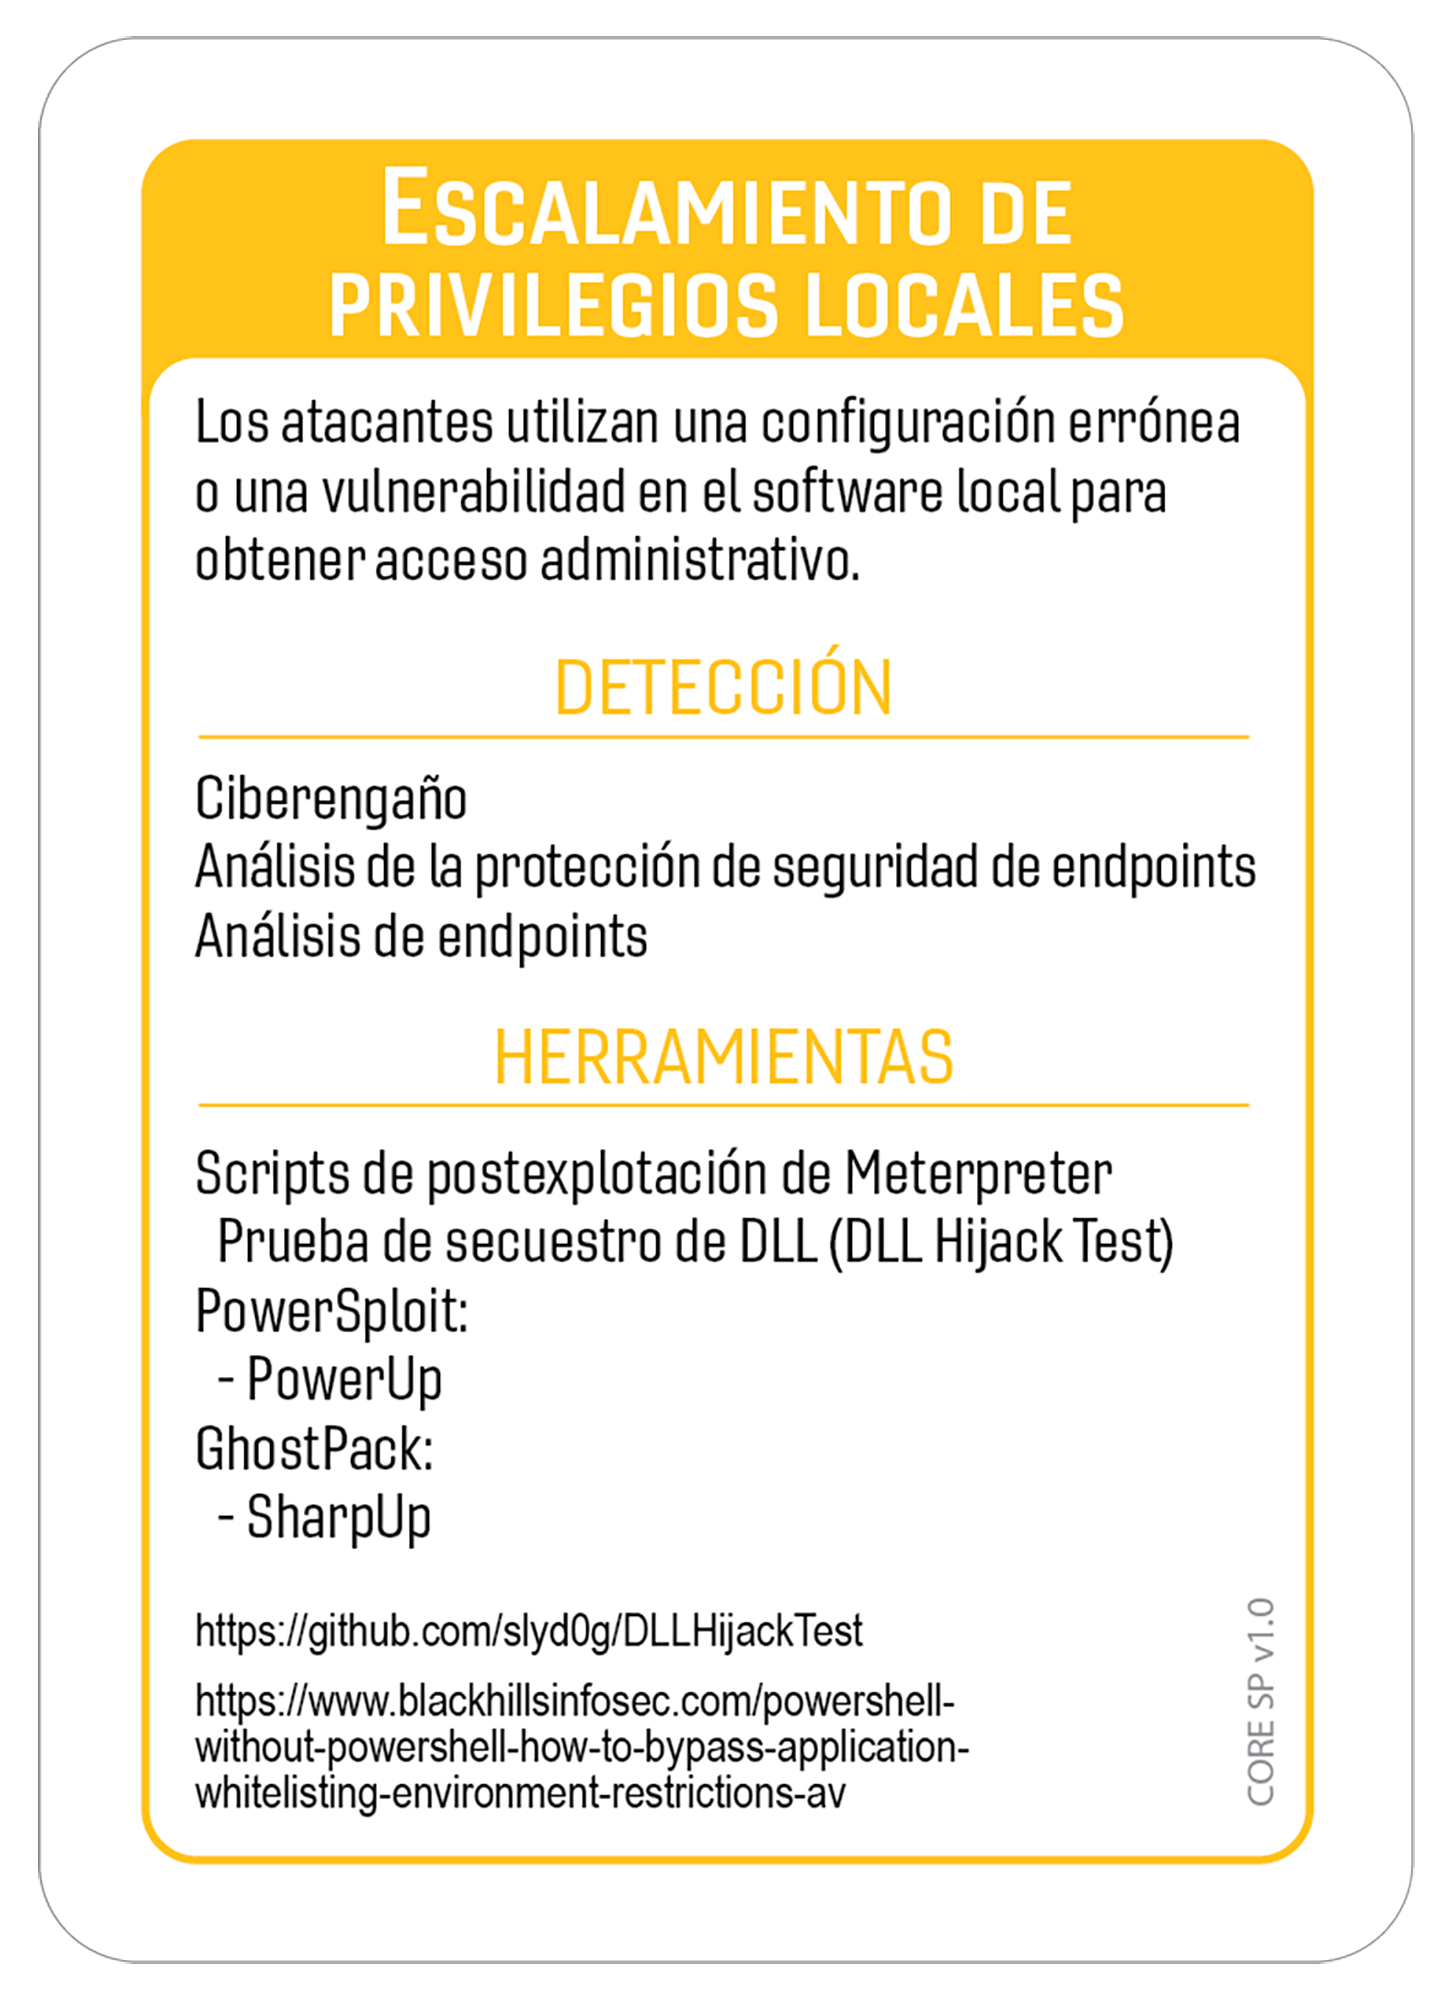 ESCALAMIENTO DE
PRIVILEGIOS LOCALES
Los atacantes utilizan una configuración errónea
o una vulnerabilidad en el software local para
obtener acceso administrativo.
DETECCIÓN
Ciberengaño
Análisis de la protección de seguridad de endpoints
Análisis de endpoints
HERRAMIENTAS
Scripts de postexplotación de Meterpreter
Prueba de secuestro de DLL (DLL Hijack Test)
PowerSploit:
- PowerUp
GhostPack:
- SharpUp
https://github.com/slyd0g/DLLHijackTest
https://www.blackhillsinfosec.com/powershell-
without-powershell-how-to-bypass-application-
whitelisting-environment-restrictions-av
CORE SP v1.0